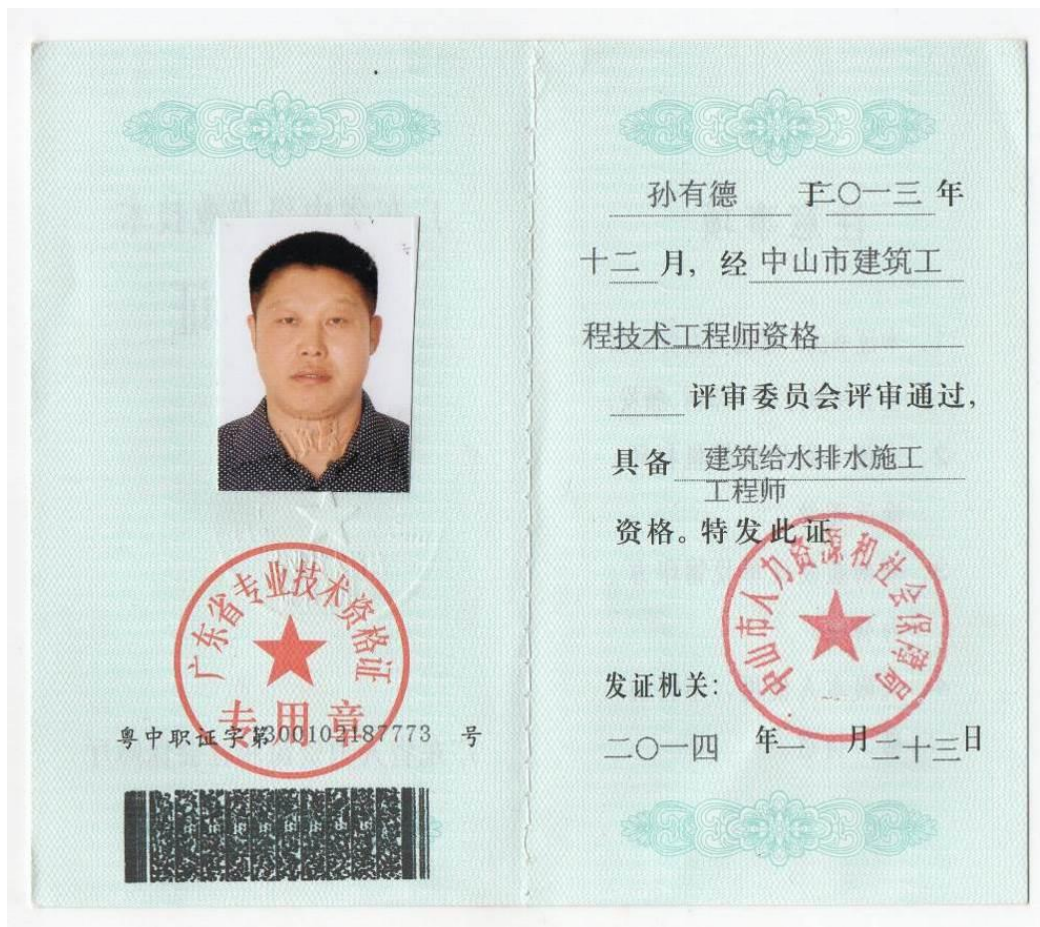 广东省专业技术资格证
专用章
粤中职证字第1300102187773 号
孙有德 于二〇一三年
十二月，经中山市建筑工
程技术工程师资格
评审委员会评审通过，
具备 建筑给水排水施工
工程师
资格。特发此证
中山市人力资源和社会保障局
发证机关：
二〇一四 年一 月二十三日